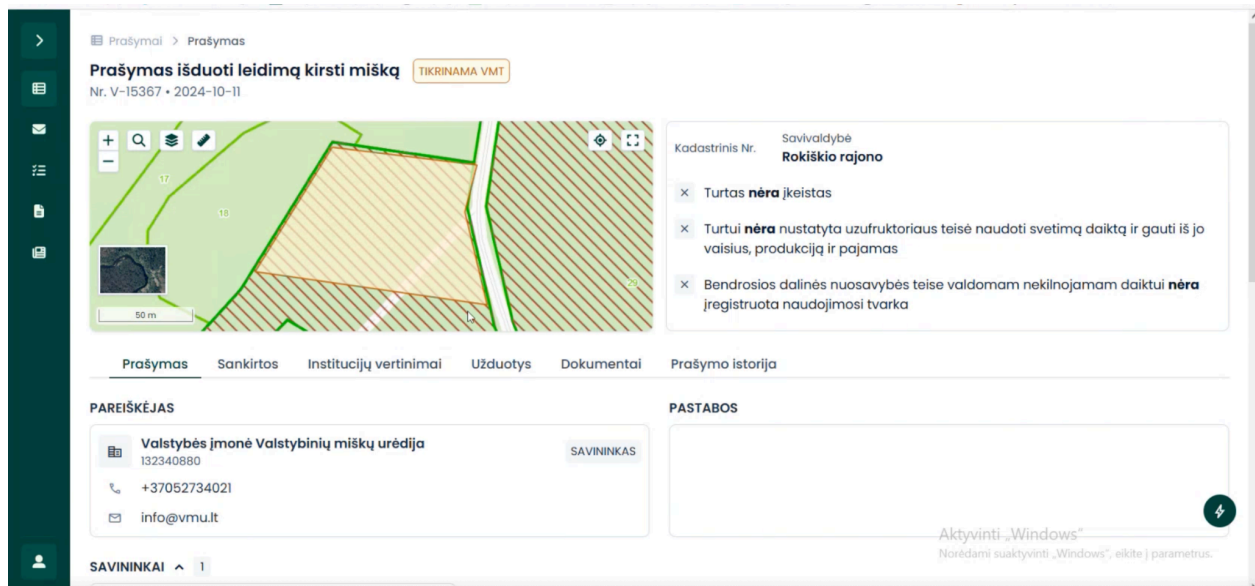 Prašymai > Prašymas
Prašymas išduoti leidimą kirsti mišką
TIKRINAMA VMT
Nr. V-15367 • 2024-10-11
17
18
29
50 m
Kadastrinis Nr.
Savivaldybė
Rokiškio rajono
Turtas nėra įkeistas
Turtui nėra nustatyta uzufruktoriaus teisė naudoti svetimą daiktą ir gauti iš jo
vaisius, produkciją ir pajamas
Bendrosios dalinės nuosavybės teise valdomam nekilnojamam daiktui nėra
įregistruota naudojimosi tvarka
Prašymas Sankirtos Institucijų vertinimai Užduotys Dokumentai Prašymo istorija
PAREIŠKĖJAS
Valstybės įmonė Valstybinių miškų urėdija
132340880
SAVININKAS
+37052734021
info@vmu.lt
PASTABOS
SAVININKAI 1
Aktyvinti „Windows“
Norėdami suaktyvinti „Windows“, eikite į parametrus.